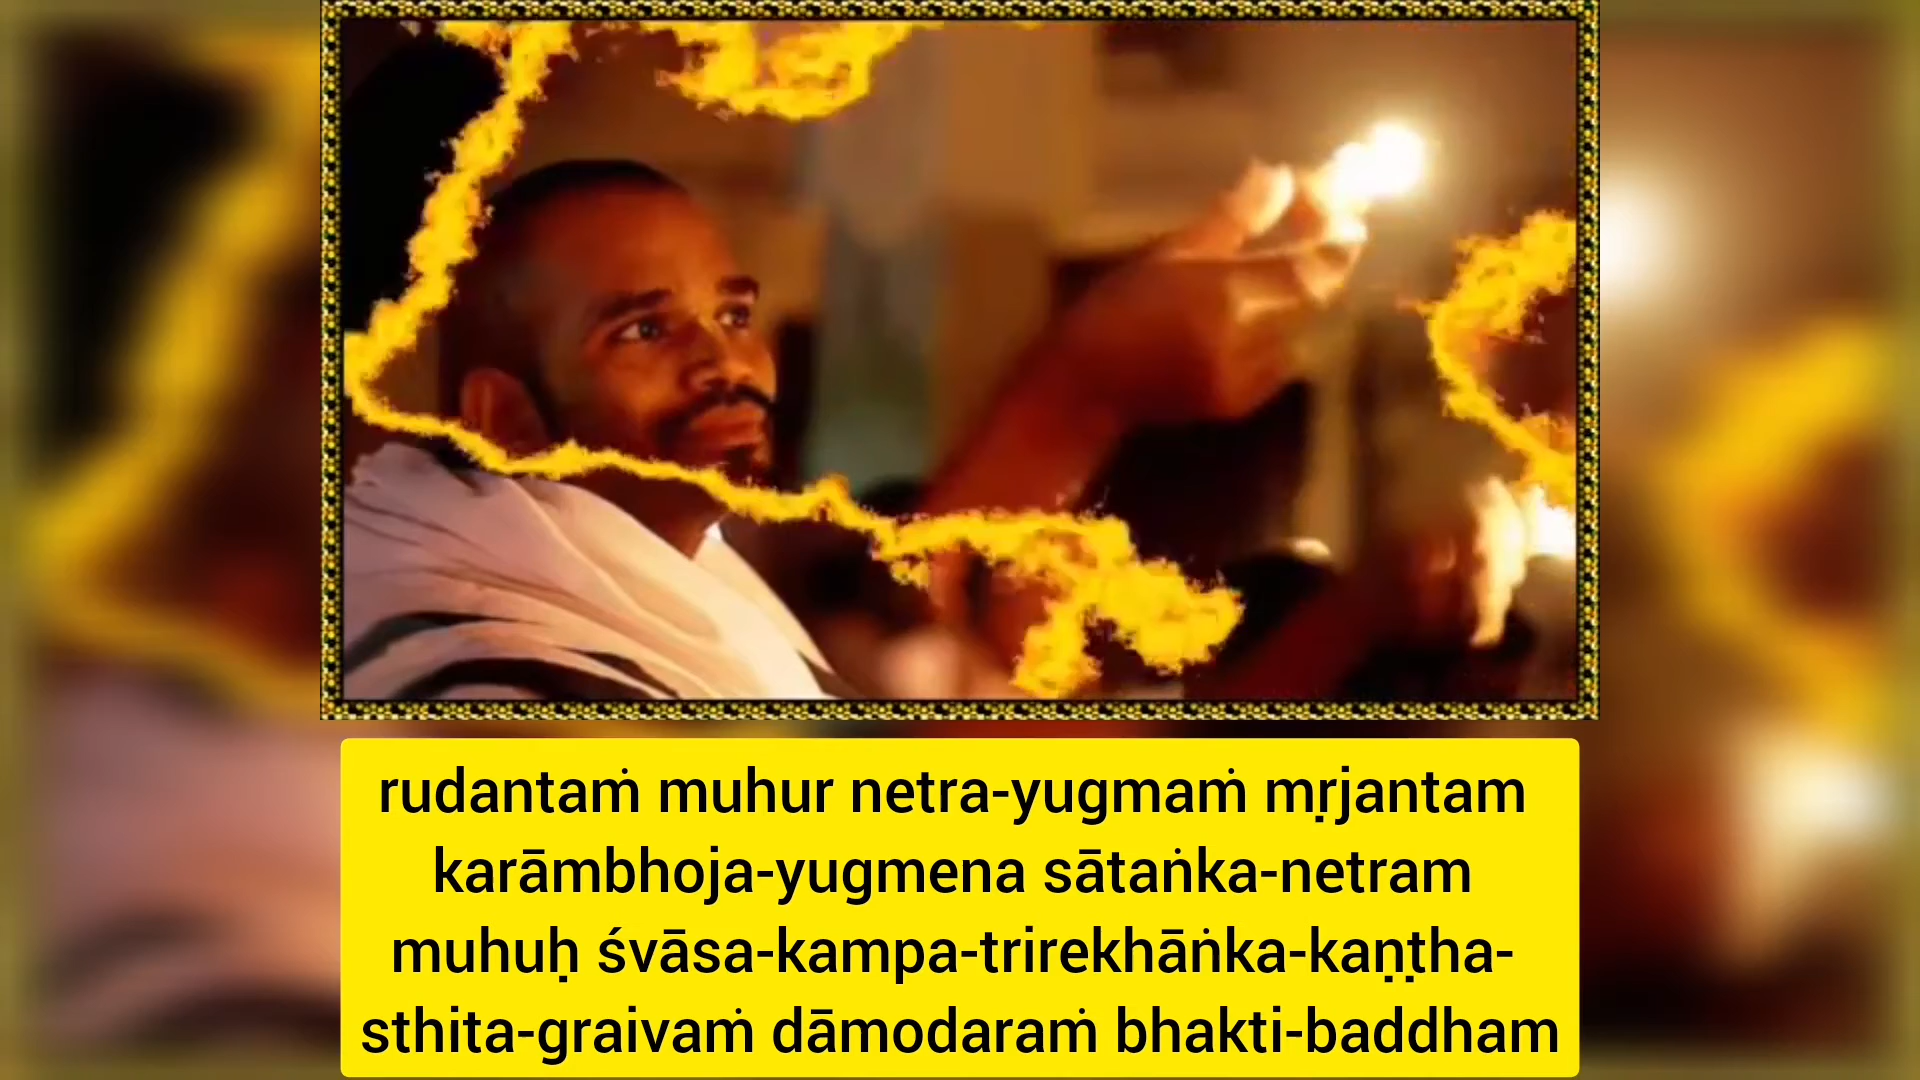 rudantaṁ muhur netra-yugmaṁ mṛjantam
karāmbhoja-yugmena sātaṅka-netram
muhuḥ śvāsa-kampa-trirekhāṅka-kaṇṭha-
sthita-graivaṁ dāmodaraṁ bhakti-baddham